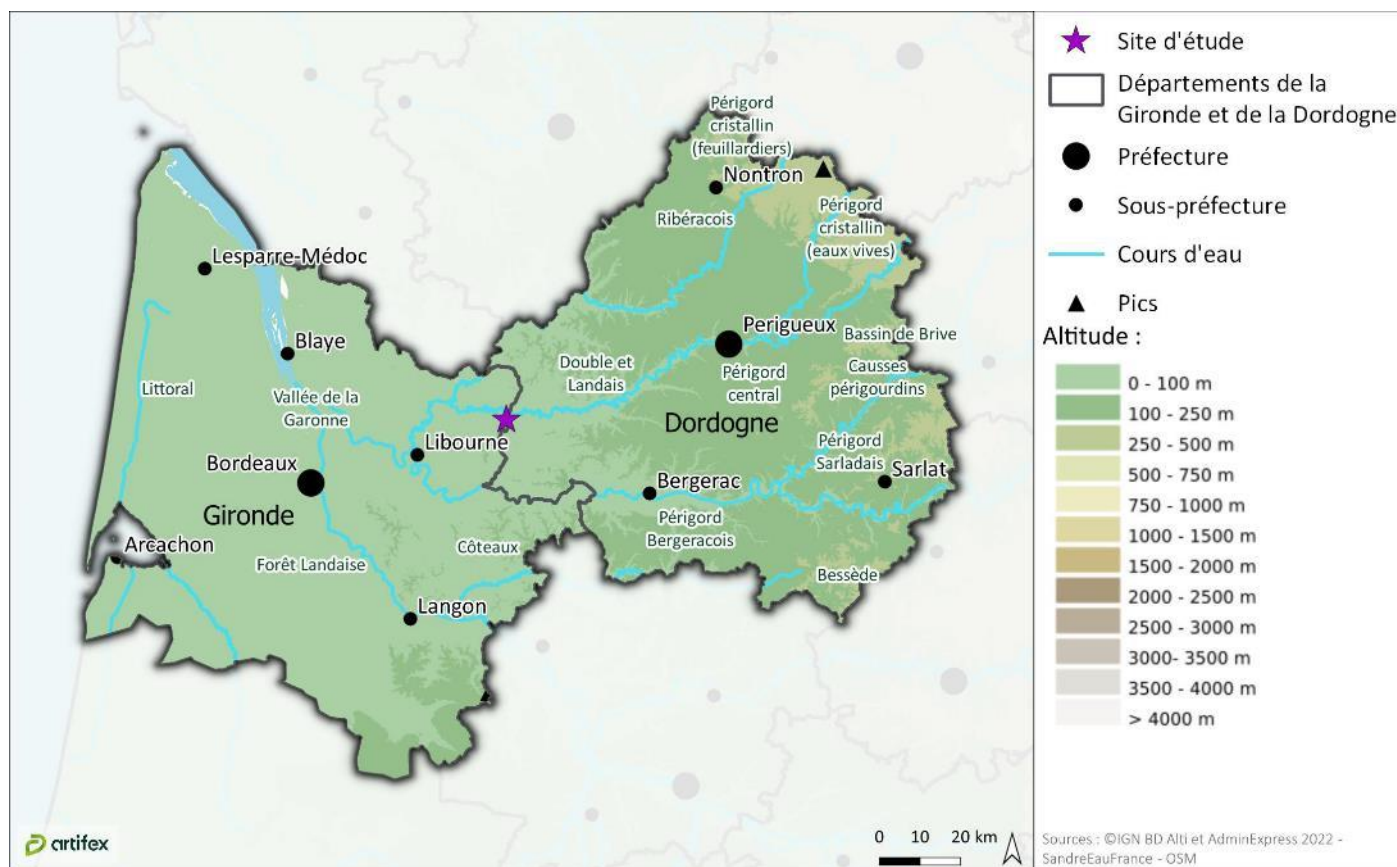 Périgord
cristallin
(feuillardiers)
Nontron
Ribéracois
Périgord
cristallin
(eaux vives)
Lesparre-Médoc
Perigueux
Bassin de Brive
Blaye
Double et
Landais
Périgord
central
Causses
périgourdins
Littoral
Vallée de la
Garonne
Dordogne
Libourne
Périgord
Sarladais
Bordeaux
Bergerac
Sarlat
Gironde
Périgord
Bergeracois
Arcachon
Forêt Landaise
Côteaux
Bessède
Langon
artifex
0 10 20 km
Site d'étude
Départements de la
Gironde et de la Dordogne
Préfecture
Sous-préfecture
Cours d'eau
Pics
Altitude :
0 - 100 m
100 - 250 m
250 - 500 m
500 - 750 m
750 - 1000 m
1000 - 1500 m
1500 - 2000 m
2000 - 2500 m
2500 - 3000 m
3000- 3500 m
3500 - 4000 m
> 4000 m
Sources : ©IGN BD Alti et AdminExpress 2022 -
SandreEauFrance - OSM